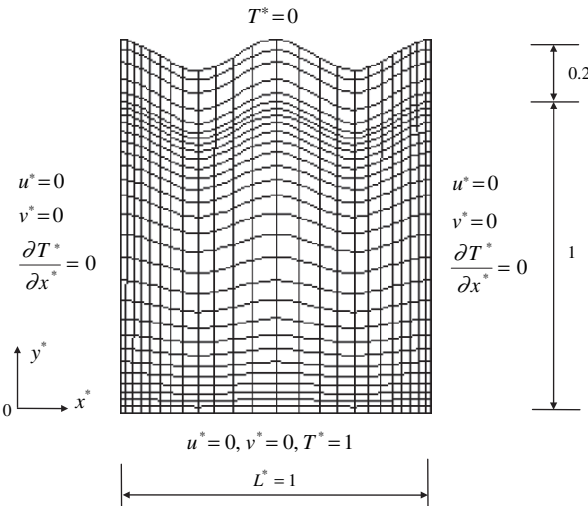 T* = 0
0.2
u* = 0
v* = 0
∂T*/∂x* = 0
u* = 0
v* = 0
∂T*/∂x* = 0
1
y*
0
x*
u* = 0, v* = 0, T* = 1
L* = 1